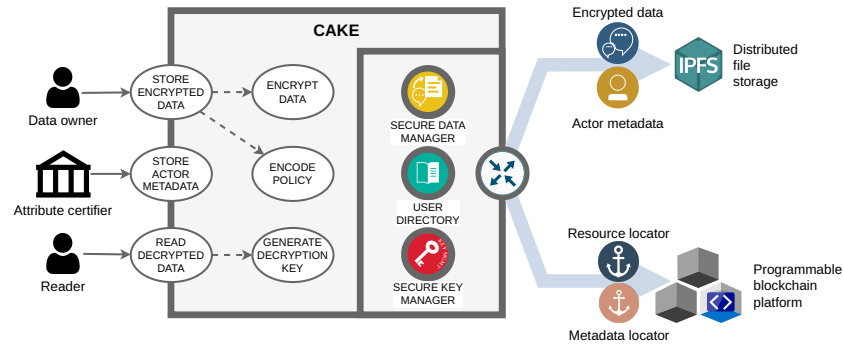 CAKE
Encrypted data
IPFS
Distributed
file
storage
Actor metadata
Data owner
STORE
ENCRYPTED
DATA
ENCRYPT
DATA
SECURE DATA
MANAGER
Attribute certifier
STORE
ACTOR
METADATA
ENCODE
POLICY
USER
DIRECTORY
Reader
READ
DECRYPTED
DATA
GENERATE
DECRYPTION
KEY
KEY MGMT
SECURE KEY
MANAGER
Resource locator
Metadata locator
Programmable
blockchain
platform